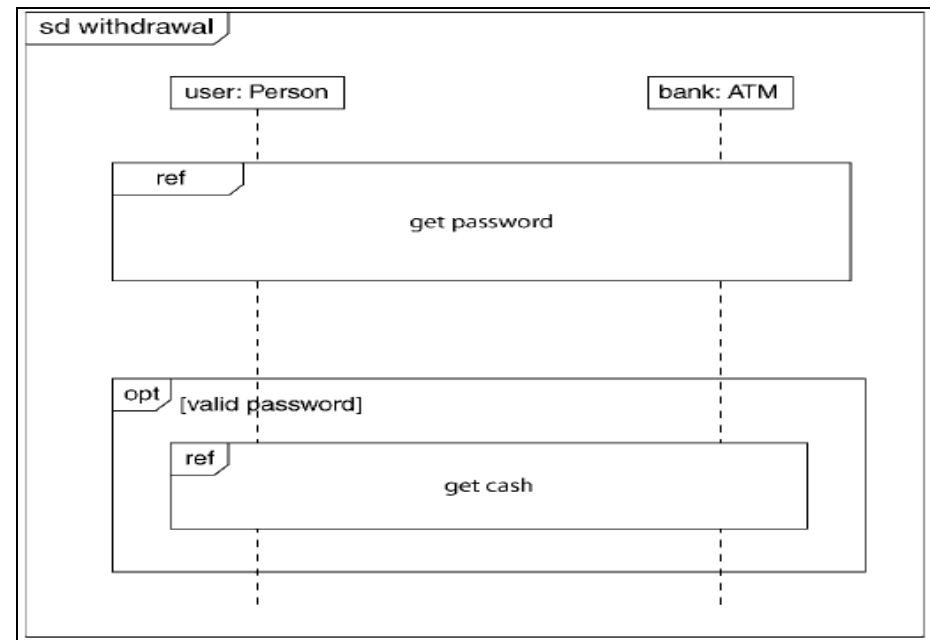 sd withdrawal
user: Person
bank: ATM
ref
get password
opt
[valid password]
ref
get cash